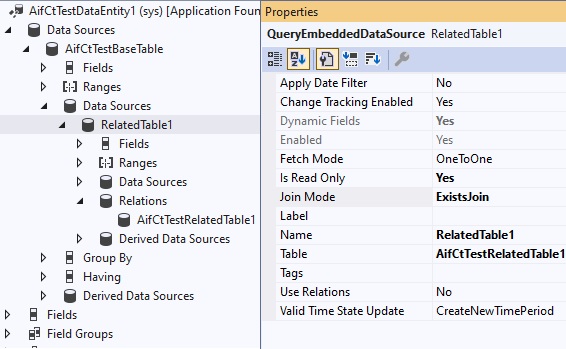 AifCtTestDataEntity1 (sys) [Application Foun
Data Sources
AifCtTestBaseTable
Fields
Ranges
Data Sources
RelatedTable1
Fields
Ranges
Data Sources
Relations
AifCtTestRelatedTable1
Derived Data Sources
Group By
Having
Derived Data Sources
Fields
Field Groups
Properties
QueryEmbeddedDataSource RelatedTable1
Apply Date Filter No
Change Tracking Enabled Yes
Dynamic Fields Yes
Enabled Yes
Fetch Mode OneToOne
Is Read Only Yes
Join Mode ExistsJoin
Label
Name RelatedTable1
Table AifCtTestRelatedTable1
Tags
Use Relations No
Valid Time State Update CreateNewTimePeriod